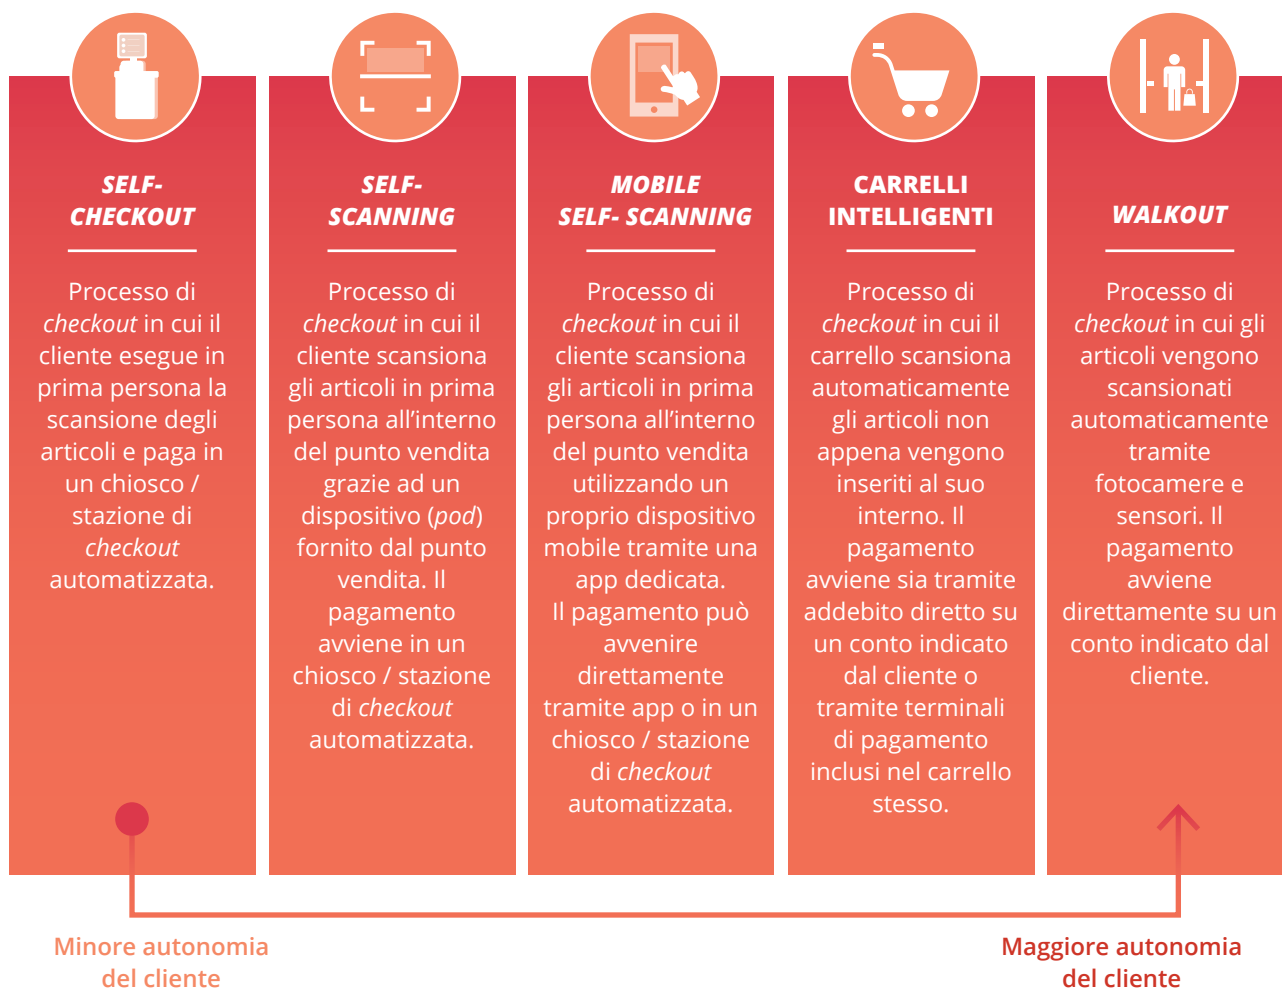 SELF-
CHECKOUT
Processo di
checkout in cui il
cliente esegue in
prima persona la
scansione degli
articoli e paga in
un chiosco /
stazione di
checkout
automatizzata.
SELF-
SCANNING
Processo di
checkout in cui il
cliente scansiona
gli articoli in prima
persona all’interno
del punto vendita
grazie ad un
dispositivo (pod)
fornito dal punto
vendita. Il
pagamento
avviene in un
chiosco / stazione
di checkout
automatizzata.
MOBILE
SELF- SCANNING
Processo di
checkout in cui il
cliente scansiona
gli articoli in prima
persona all’interno
del punto vendita
utilizzando un
proprio dispositivo
mobile tramite una
app dedicata.
Il pagamento può
avvenire
direttamente
tramite app o in un
chiosco / stazione
di checkout
automatizzata.
CARRELLI
INTELLIGENTI
Processo di
checkout in cui il
carrello scansiona
automaticamente
gli articoli non
appena vengono
inseriti al suo
interno. Il
pagamento
avviene sia tramite
addebito diretto su
un conto indicato
dal cliente o
tramite terminali
di pagamento
inclusi nel carrello
stesso.
WALKOUT
Processo di
checkout in cui gli
articoli vengono
scansionati
automaticamente
tramite
fotocamere e
sensori. Il
pagamento
avviene
direttamente su un
conto indicato dal
cliente.
Minore autonomia
del cliente
Maggiore autonomia
del cliente